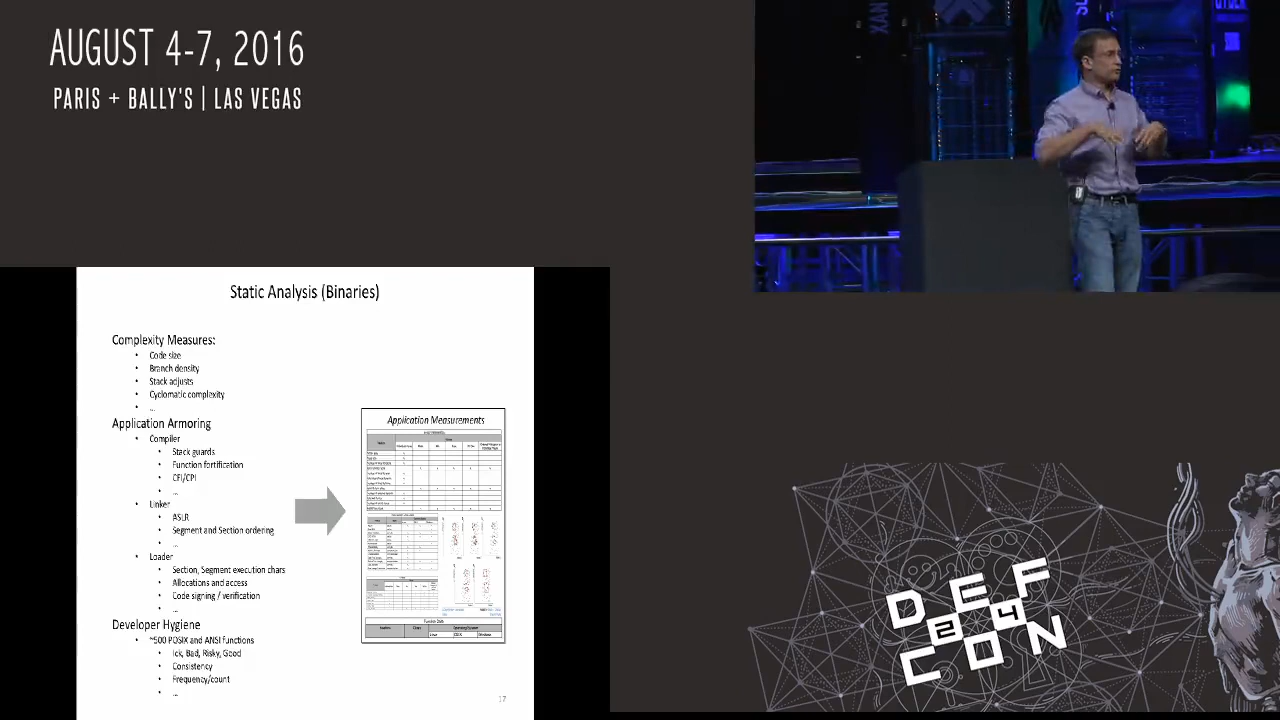 AUGUST 4-7, 2016
PARIS + BALLY'S | LAS VEGAS
Static Analysis (Binaries)
Complexity Measures:
• Code size
• Branch density
• Stack adjusts
• Cyclomatic complexity
• ...
Application Armoring
• Compiler
• Stack guards
• Function fortification
• CFI/CPI
• ...
• Linker
• ASLR
• Segment and Section ordering
• ...
• Loader
• Section, Segment execution chars
• Allocations and access
• Code signing / verification
• ...
Developer Hygiene
• ~500 POSIX and ANSI functions
• Ick, Bad, Risky, Good
• Consistency
• Frequency/count
• ...
Application Measurements
17
DEF
CON
24